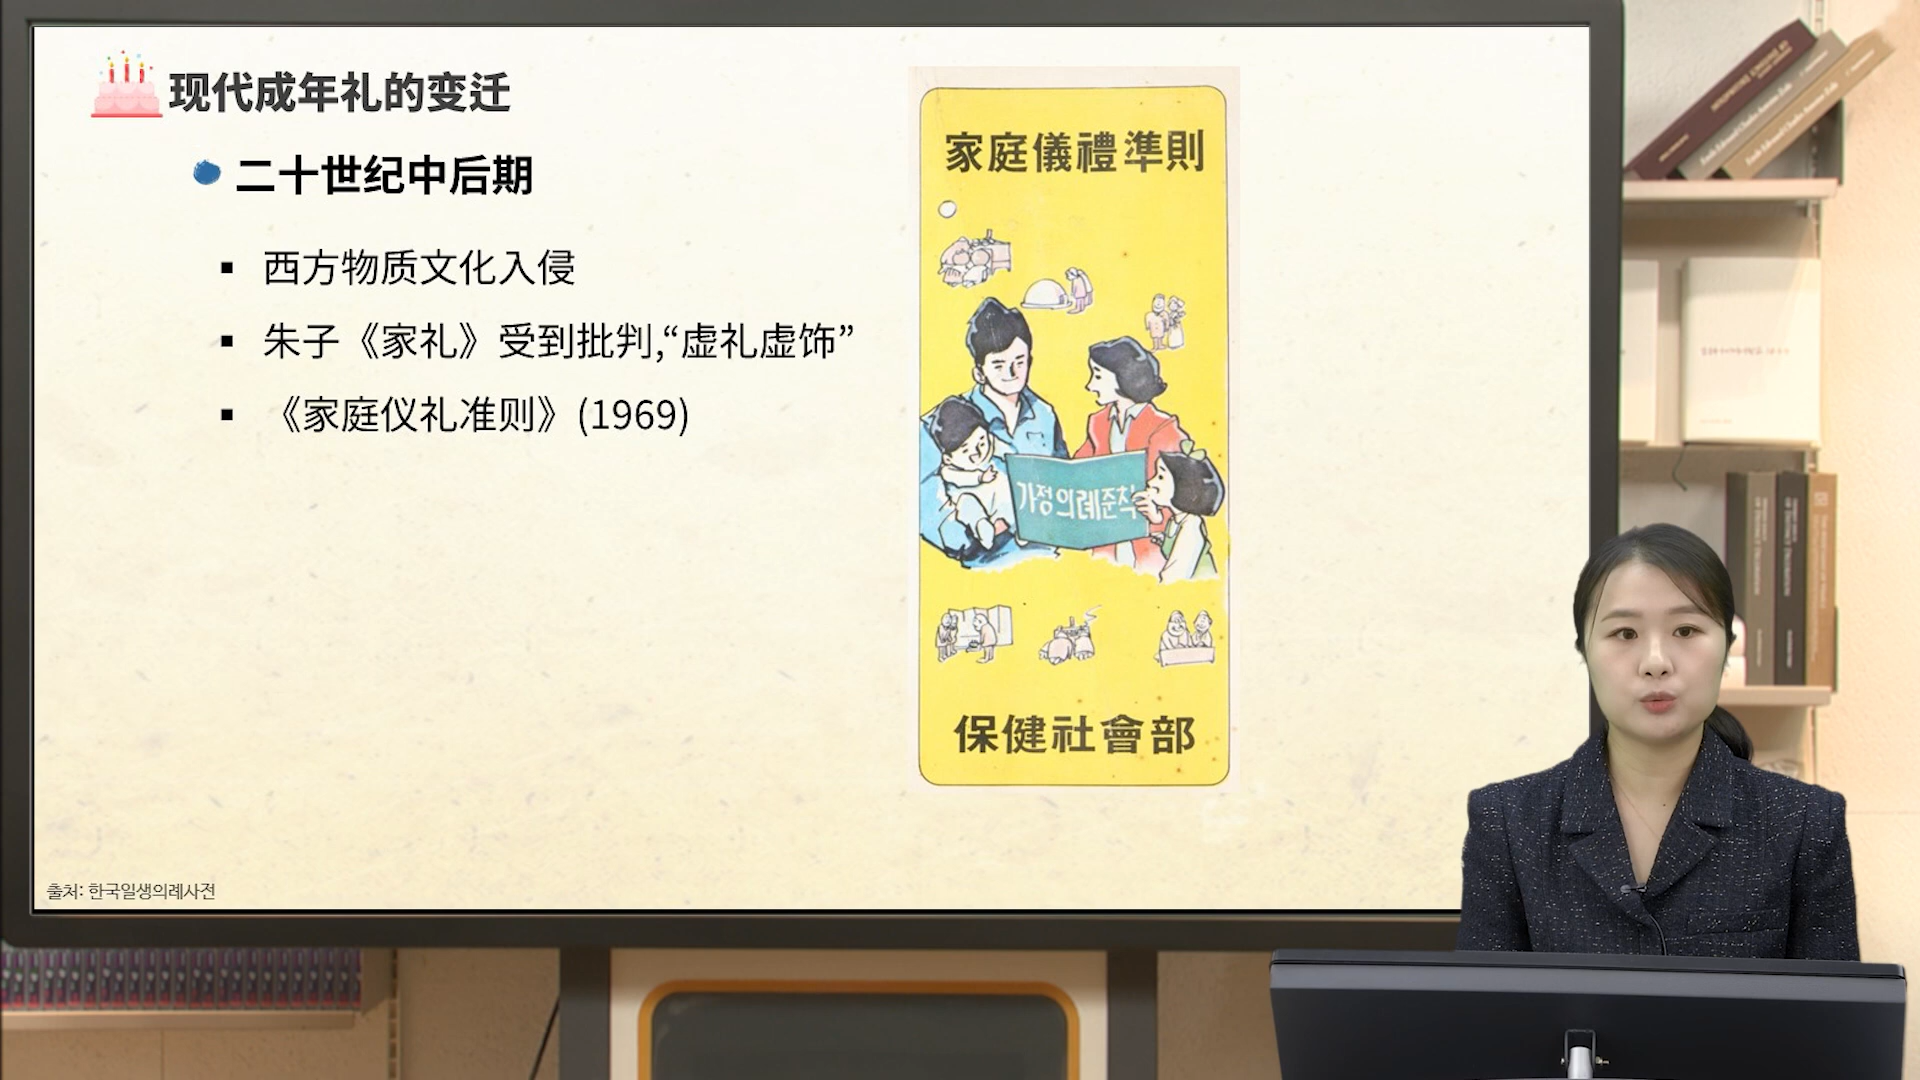 现代成年礼的变迁
二十世纪中后期
▪ 西方物质文化入侵
▪ 朱子《家礼》受到批判,“虚礼虚饰”
▪ 《家庭仪礼准则》(1969)
家庭儀禮準則
가정의례준칙
保健社會部
출처: 한국일생의례사전